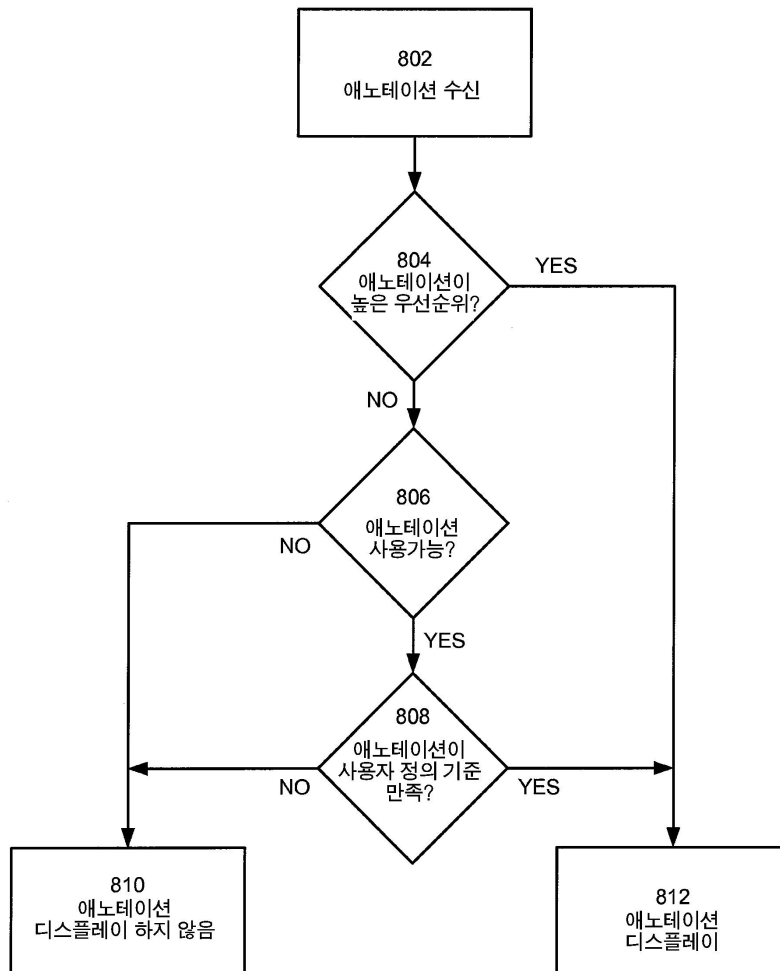 802
애노테이션 수신
804
애노테이션이
높은 우선순위?
YES
NO
806
애노테이션
사용가능?
NO
YES
808
애노테이션이
사용자 정의 기준
만족?
NO
YES
810
애노테이션
디스플레이 하지 않음
812
애노테이션
디스플레이